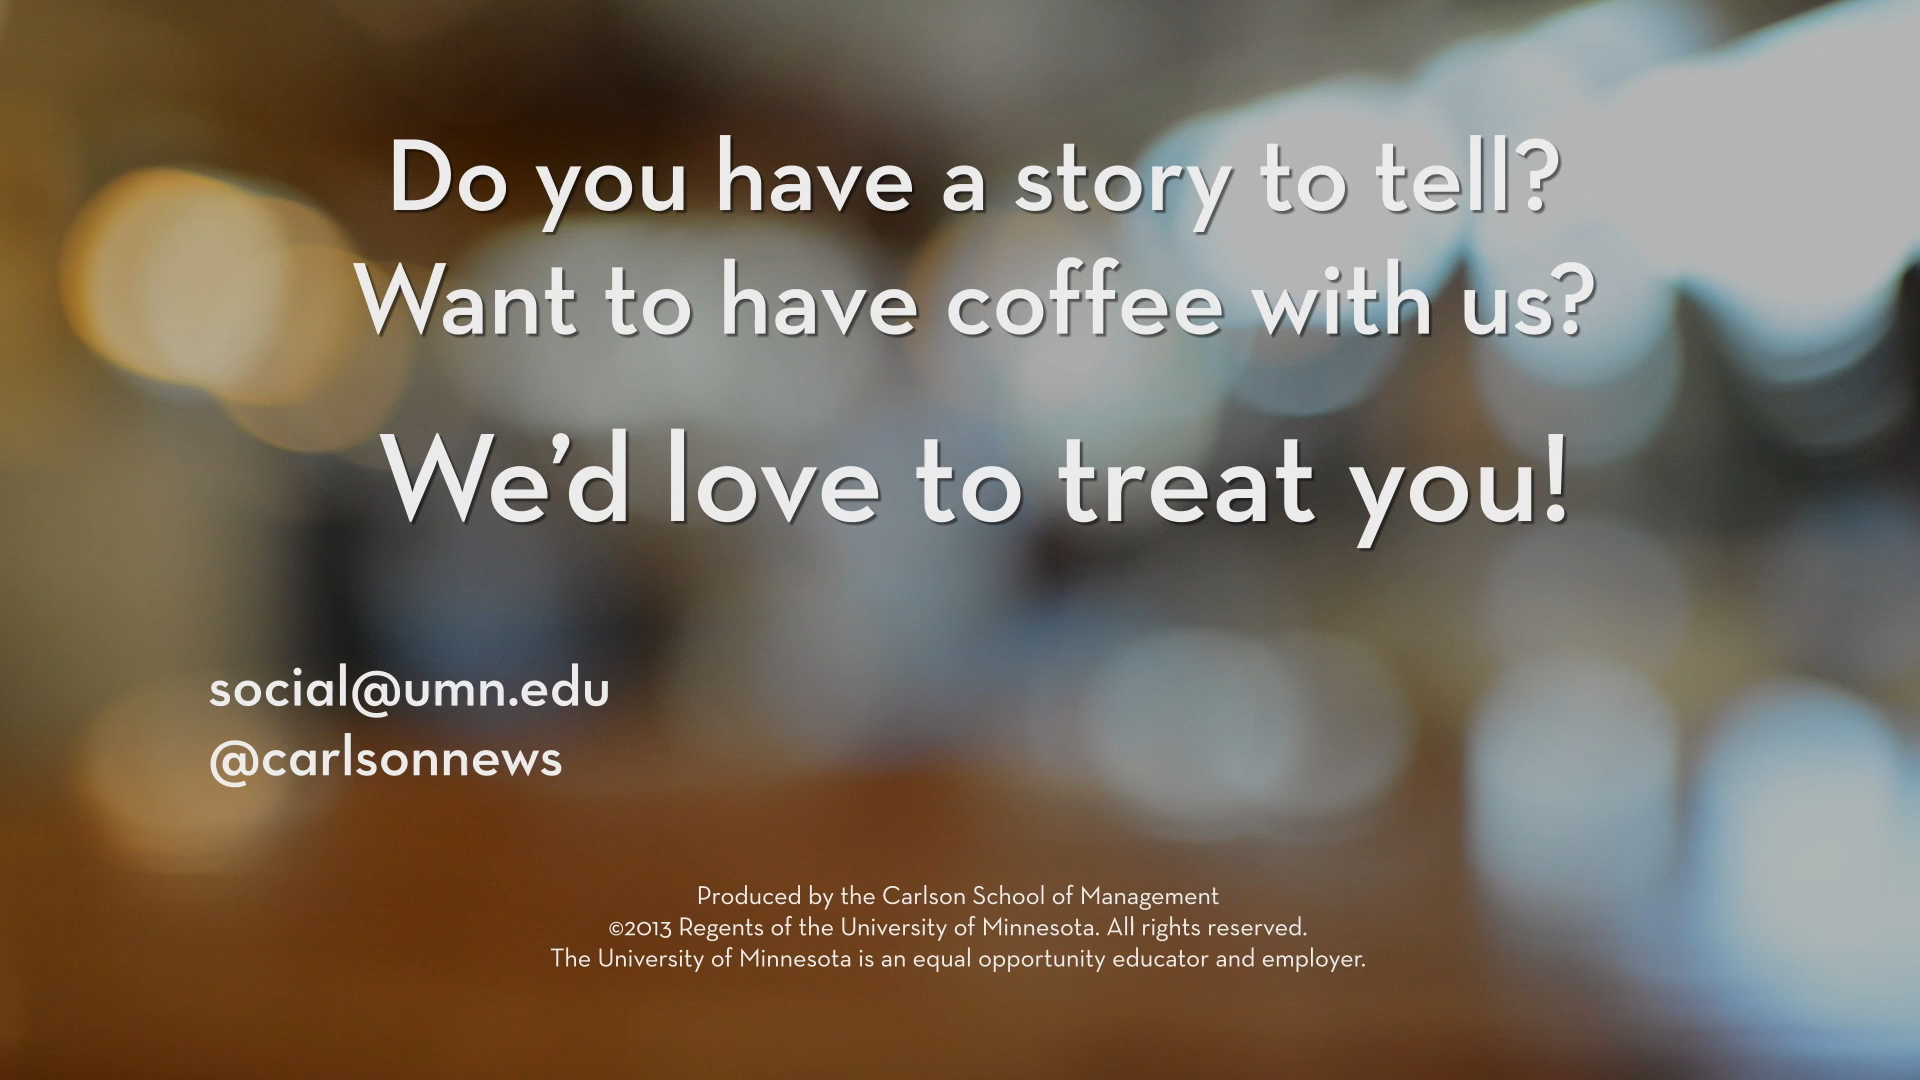 Do you have a story to tell?
Want to have coffee with us?
We’d love to treat you!
social@umn.edu
@carlsonnews
Produced by the Carlson School of Management
©2013 Regents of the University of Minnesota. All rights reserved.
The University of Minnesota is an equal opportunity educator and employer.